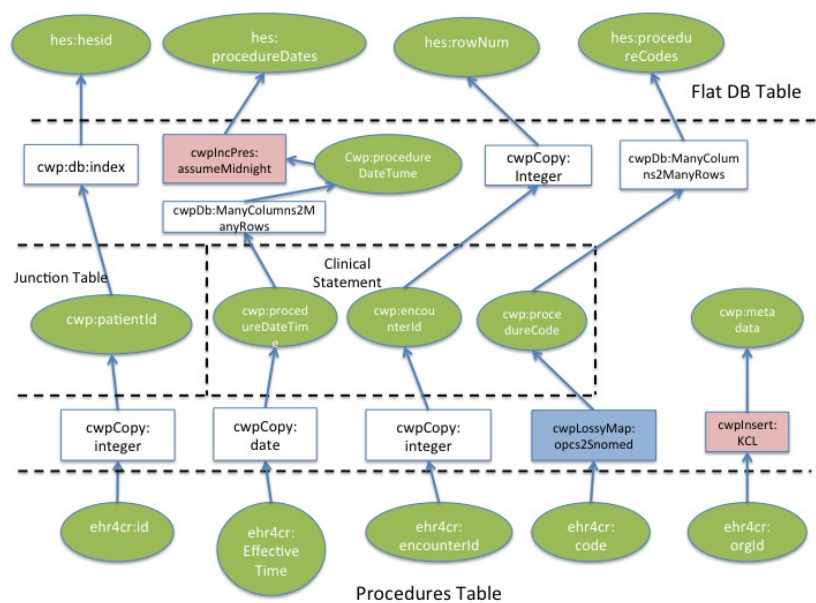 hes:hesid
hes:
procedureDates
hes:rowNum
hes:procedu
reCodes
Flat DB Table
cwp:db:index
cwpIncPres:
assumeMidnight
Cwp:procedure
DateTume
cwpCopy:
Integer
cwpDb:ManyColum
ns2ManyRows
cwpDb:ManyColumns2M
anyRows
Junction Table
Clinical
Statement
cwp:patientId
cwp:proced
ureDateTim
e
cwp:encou
nterId
cwp:proce
dureCode
cwp:meta
data
cwpCopy:
integer
cwpCopy:
date
cwpCopy:
integer
cwpLossyMap:
opcs2Snomed
cwpInsert:
KCL
ehr4cr:id
ehr4cr:
Effective
Time
ehr4cr:
encounterId
ehr4cr:
code
ehr4cr:
orgId
Procedures Table